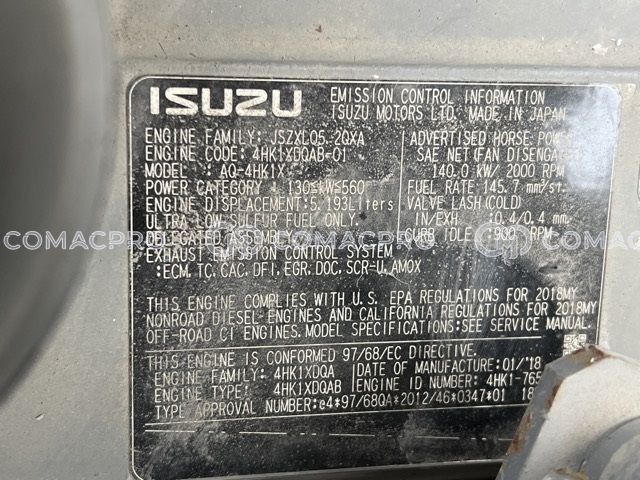 ISUZU
EMISSION CONTROL INFORMATION
ISUZU MOTORS LTD. MADE IN JAPAN
ENGINE FAMILY: JSZXL05.2QXA
ENGINE CODE: 4HK1XDQAB-01
MODEL : AQ-4HK1X
POWER CATEGORY : 130≤kW≤560
ENGINE DISPLACEMENT: 5.193Liters
ULTRA LOW SULFUR FUEL ONLY
DELEGATED ASSEMBLY
EXHAUST EMISSION CONTROL SYSTEM
:ECM, TC, CAC, DFI, EGR, DOC, SCR-U, AMOX
ADVERTISED HORSE POWER
SAE NET(FAN DISENGAG
140.0 kW/ 2000 RPM
FUEL RATE 145.7 mm³/st.
VALVE LASH(COLD)
IN/EXH 0.4/0.4 mm
CURB IDLE : 900 RPM
COMACPRO COMACPRO COMACPRO COMACPRO
THIS ENGINE COMPLIES WITH U.S. EPA REGULATIONS FOR 2018MY
NONROAD DIESEL ENGINES AND CALIFORNIA REGULATIONS FOR 2018MY
OFF-ROAD CI ENGINES. MODEL SPECIFICATIONS:SEE SERVICE MANUAL.
THIS ENGINE IS CONFORMED 97/68/EC DIRECTIVE.
ENGINE FAMILY: 4HK1XDQA DATE OF MANUFACTURE:01/'18
ENGINE TYPE: 4HK1XDQAB ENGINE NUMBER: 4HK1-765
TYPE APPROVAL NUMBER:e4*97/68QA*2012/46*0347*01 18